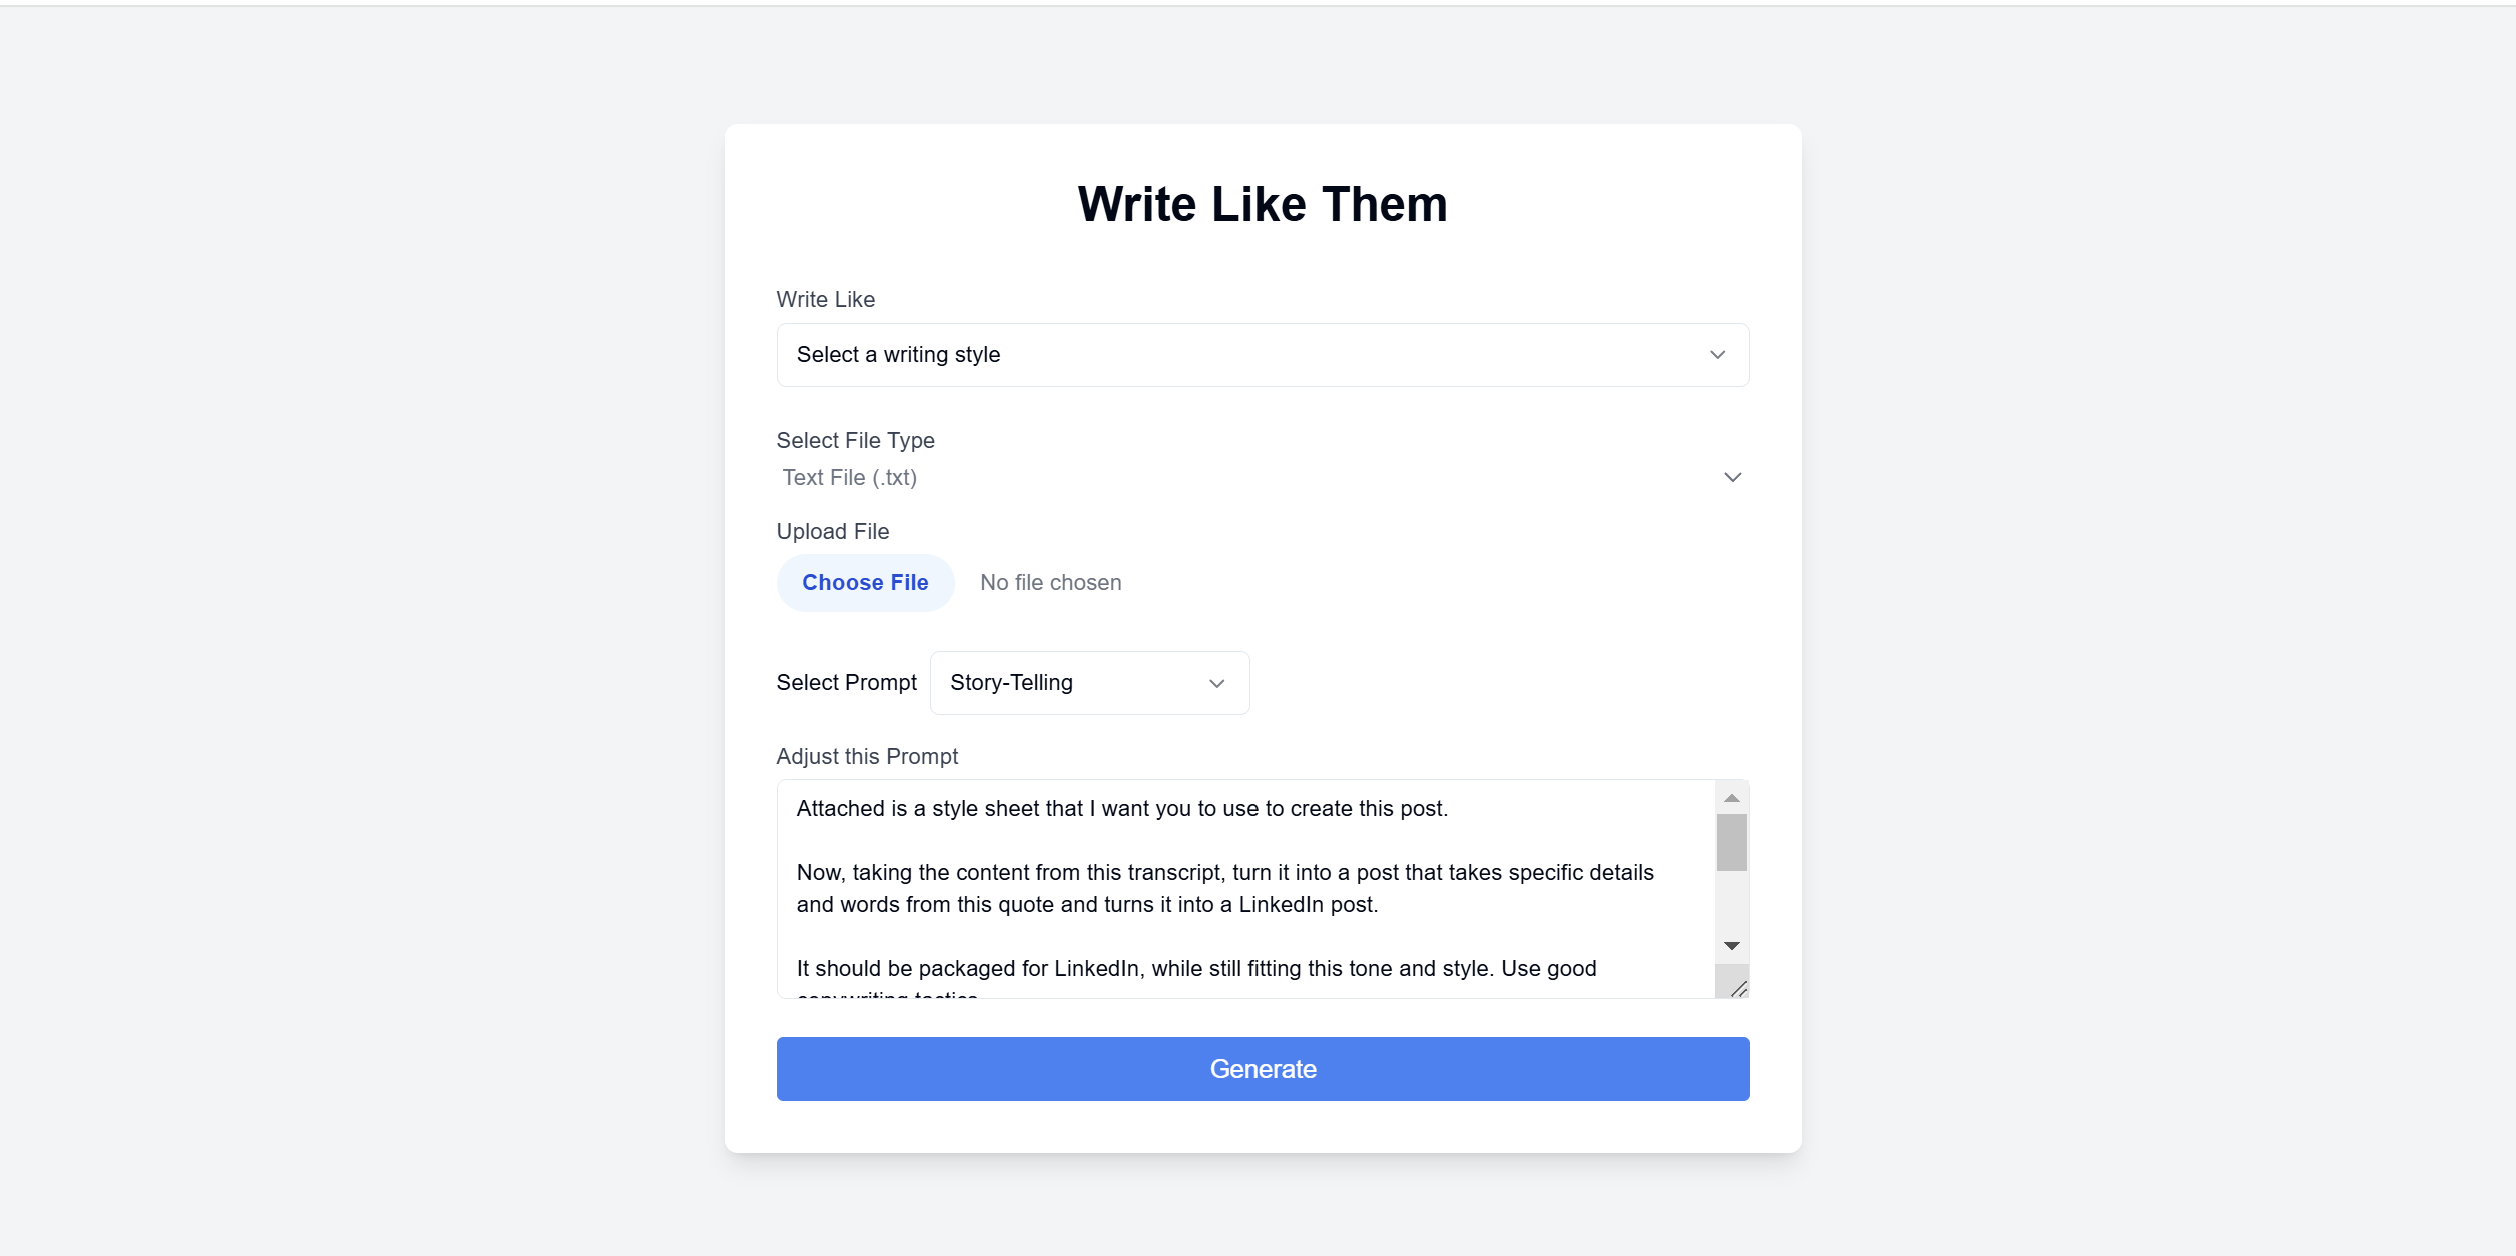 Write Like Them
Write Like
Select a writing style
Select File Type
Text File (.txt)
Upload File
Choose File No file chosen
Select Prompt Story-Telling
Adjust this Prompt
Attached is a style sheet that I want you to use to create this post.
Now, taking the content from this transcript, turn it into a post that takes specific details
and words from this quote and turns it into a LinkedIn post.
It should be packaged for LinkedIn, while still fitting this tone and style. Use good
copywriting tactics.
Generate